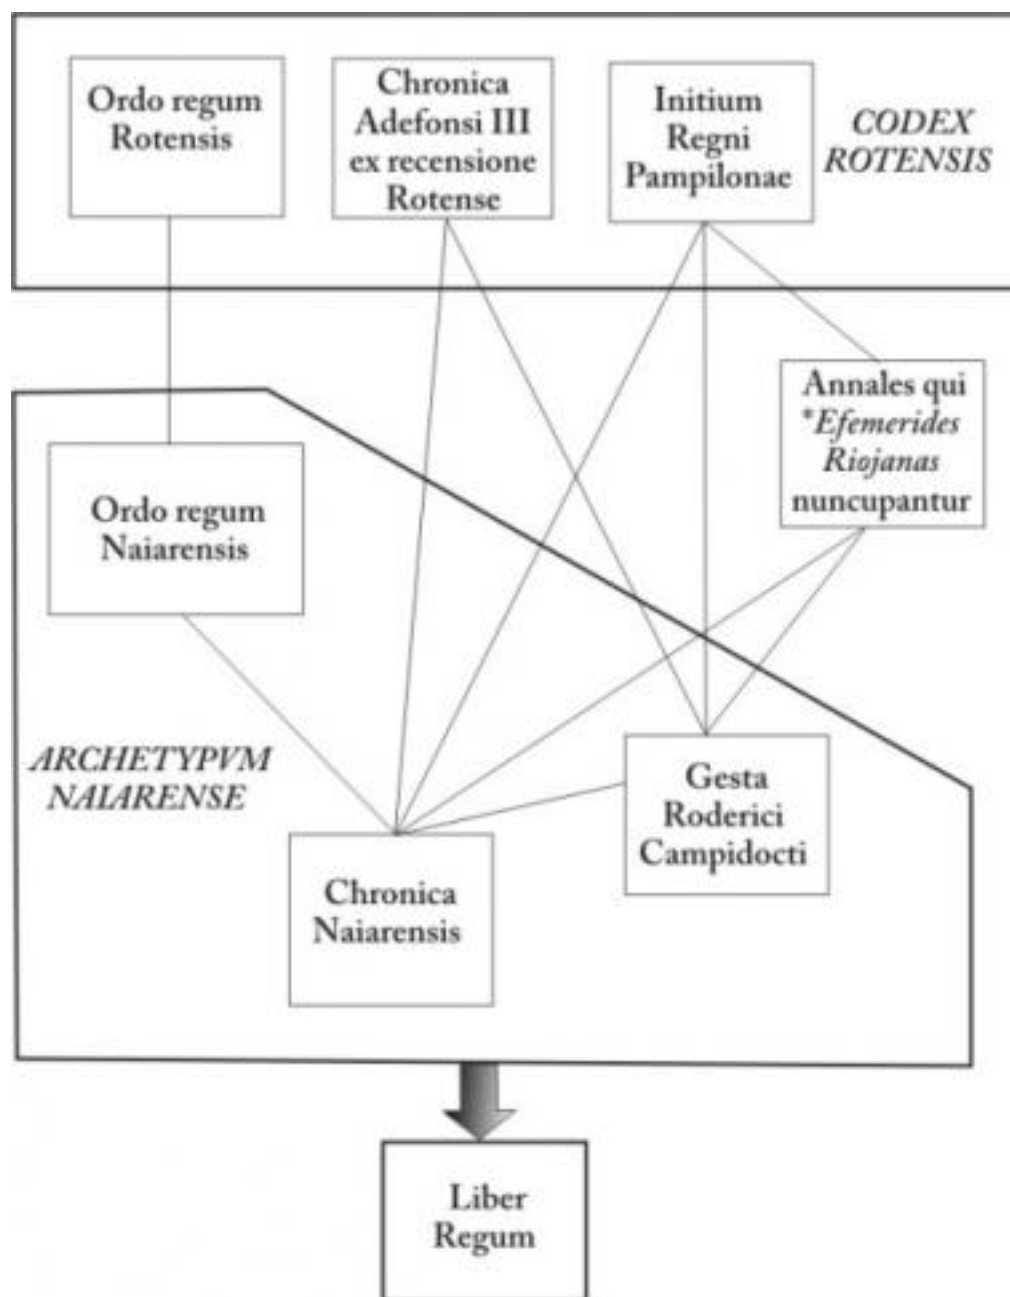 Ordo regum
Rotensis
Chronica
Adefonsi III
ex recensione
Rotense
Initium
Regni
Pampilonae
CODEX
ROTENSIS
Annales qui
*Efemerides
Riojanas
nuncupantur
Ordo regum
Naiarensis
ARCHETYPVM
NAIARENSE
Gesta
Roderici
Campidocti
Chronica
Naiarensis
Liber
Regum